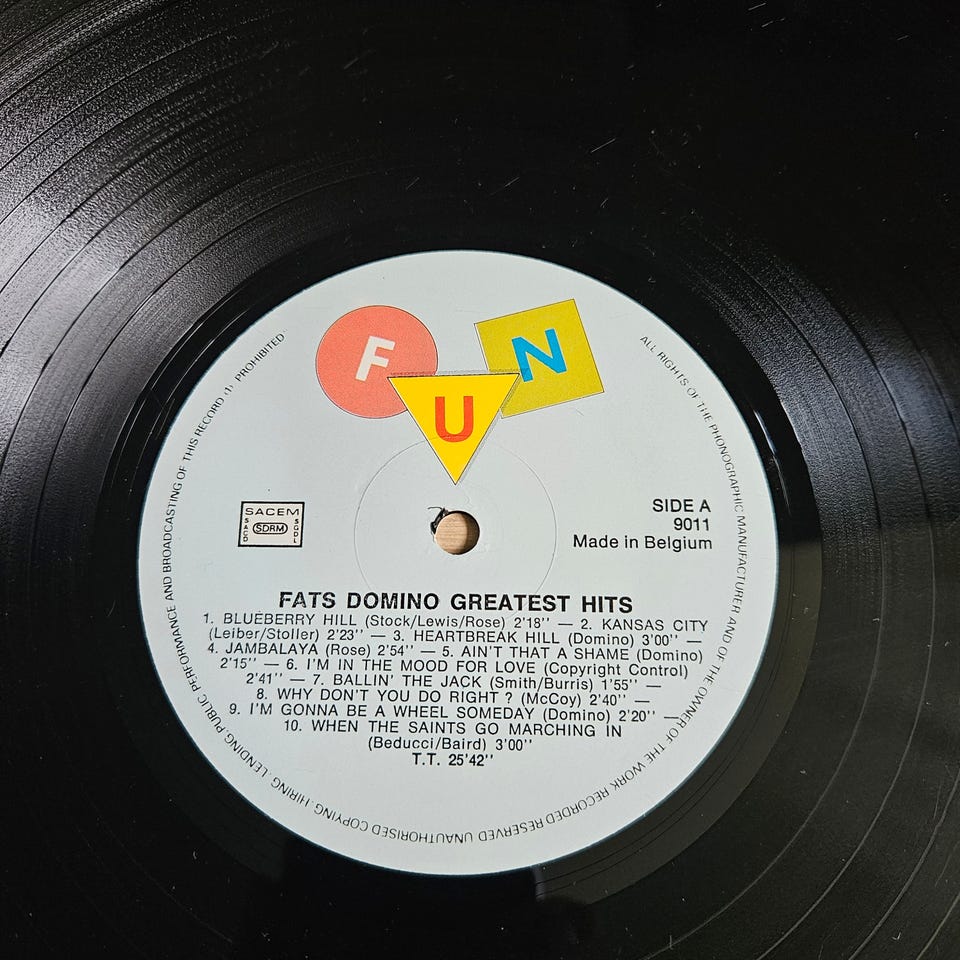 F U N
SACEM
SACD SDRM SGDL
SIDE A
9011
Made in Belgium
FATS DOMINO GREATEST HITS
1. BLUEBERRY HILL (Stock/Lewis/Rose) 2'18'' — 2. KANSAS CITY
(Leiber/Stoller) 2'23'' — 3. HEARTBREAK HILL (Domino) 3'00'' —
4. JAMBALAYA (Rose) 2'54'' — 5. AIN'T THAT A SHAME (Domino)
2'15'' — 6. I'M IN THE MOOD FOR LOVE (Copyright Control)
2'41'' — 7. BALLIN' THE JACK (Smith/Burris) 1'55'' —
8. WHY DON'T YOU DO RIGHT ? (McCoy) 2'40'' —
9. I'M GONNA BE A WHEEL SOMEDAY (Domino) 2'20'' —
10. WHEN THE SAINTS GO MARCHING IN
(Beducci/Baird) 3'00''
T.T. 25'42''
ALL RIGHTS OF THE PHONOGRAPHIC MANUFACTURER AND OF THE OWNER OF THE WORK RECORDED RESERVED UNAUTHORISED COPYING, HIRING, LENDING, PUBLIC PERFORMANCE AND BROADCASTING OF THIS RECORD (1) PROHIBITED